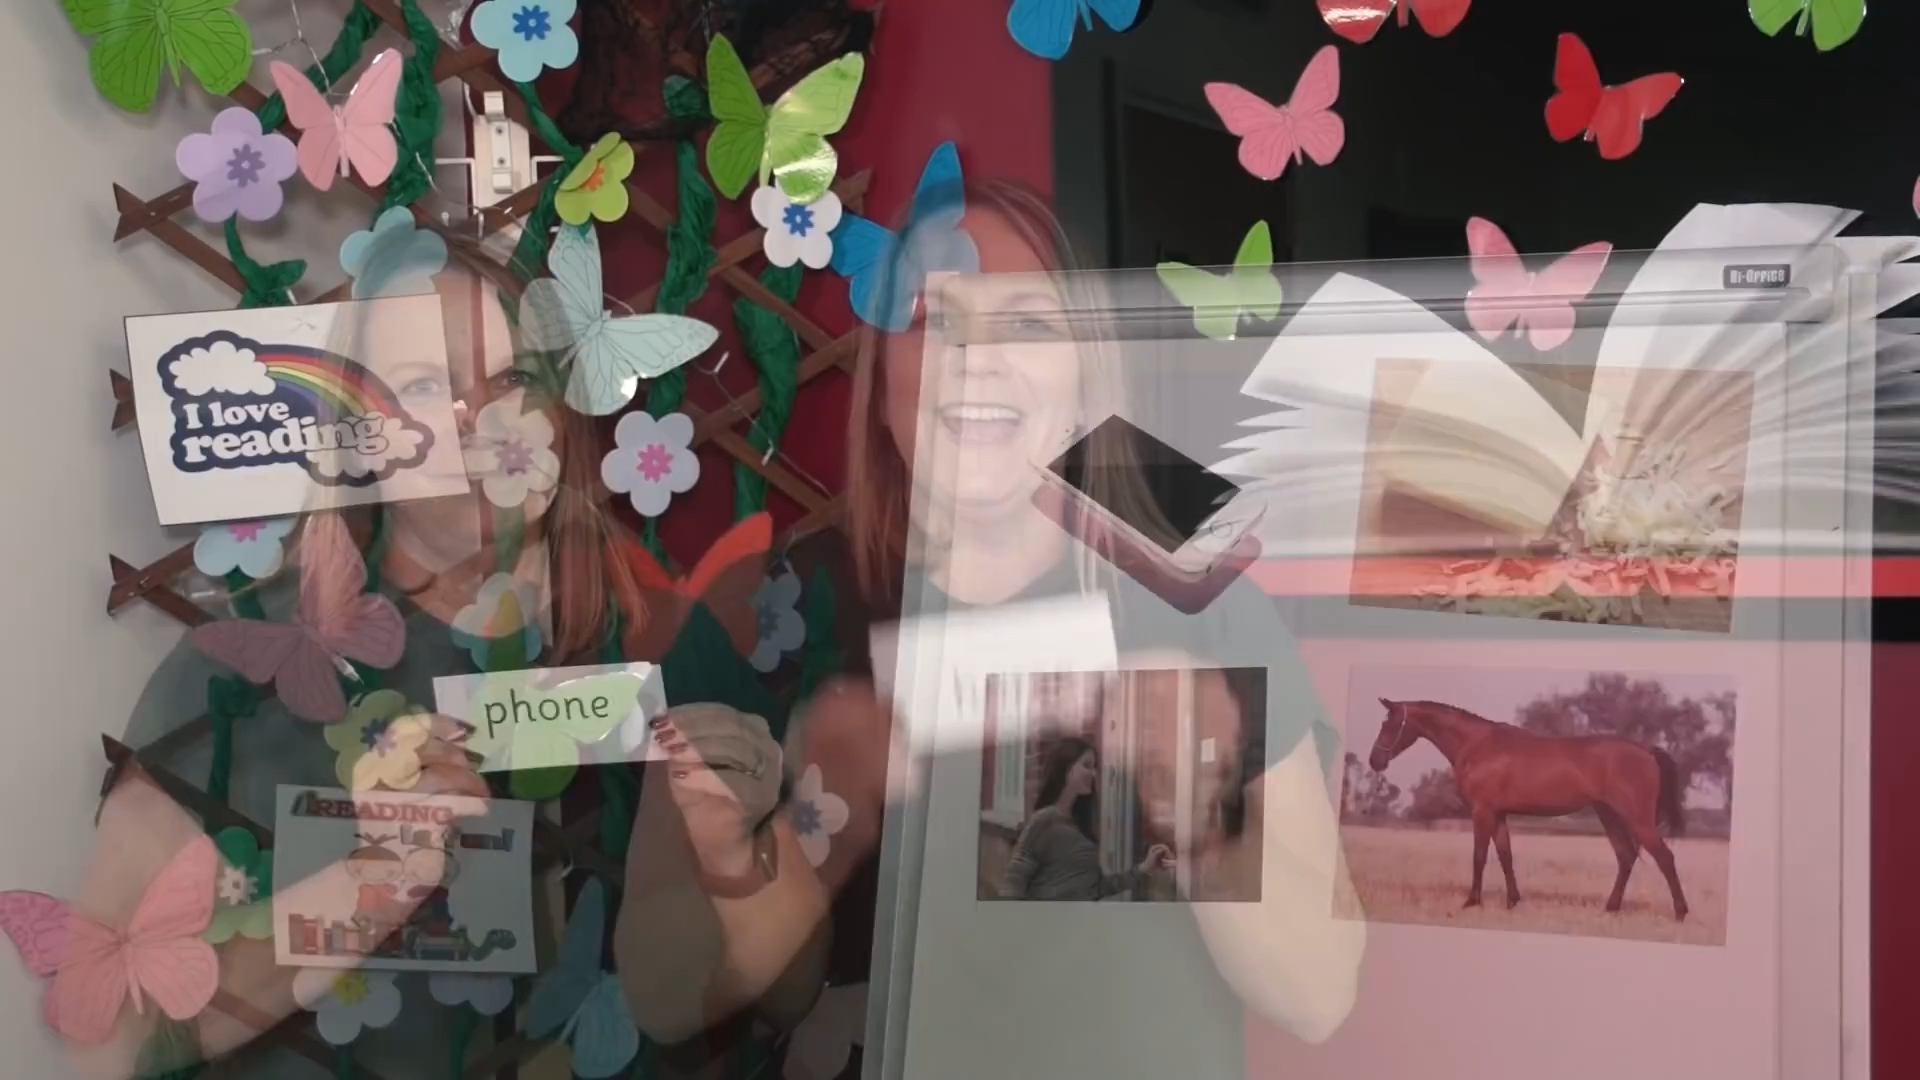 BI-OFFICE
I love
reading
phone
READING